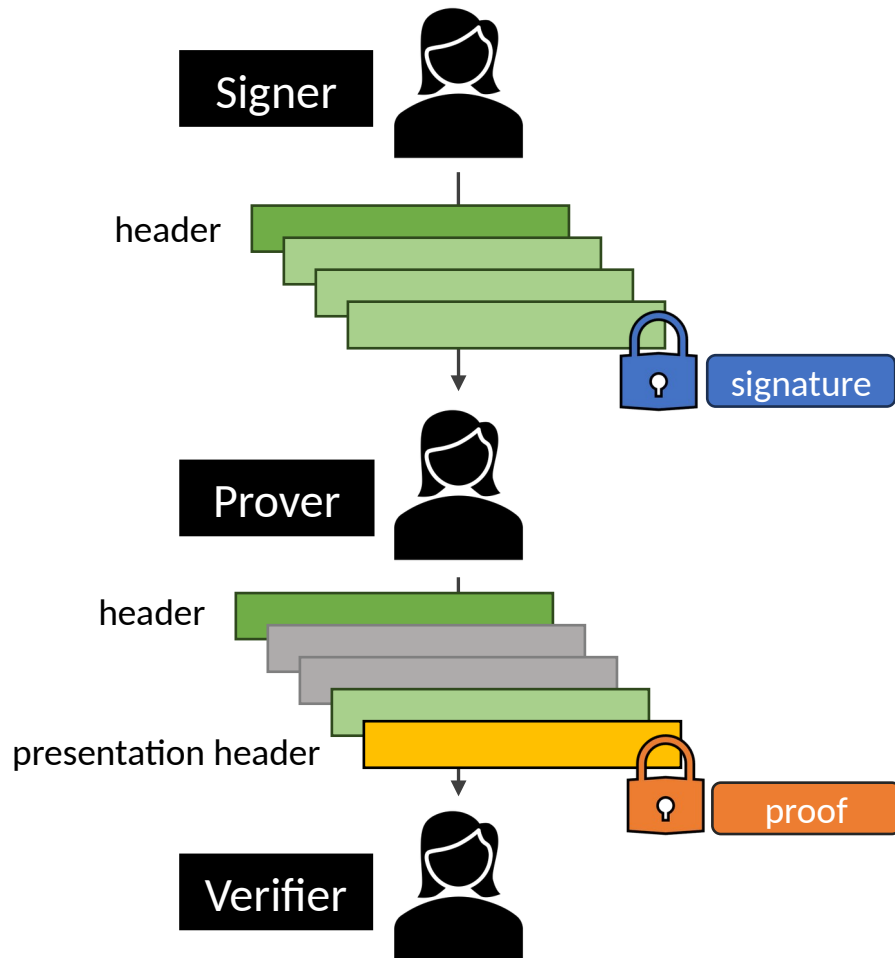 Signer
header
signature
Prover
header
presentation header
proof
Verifier